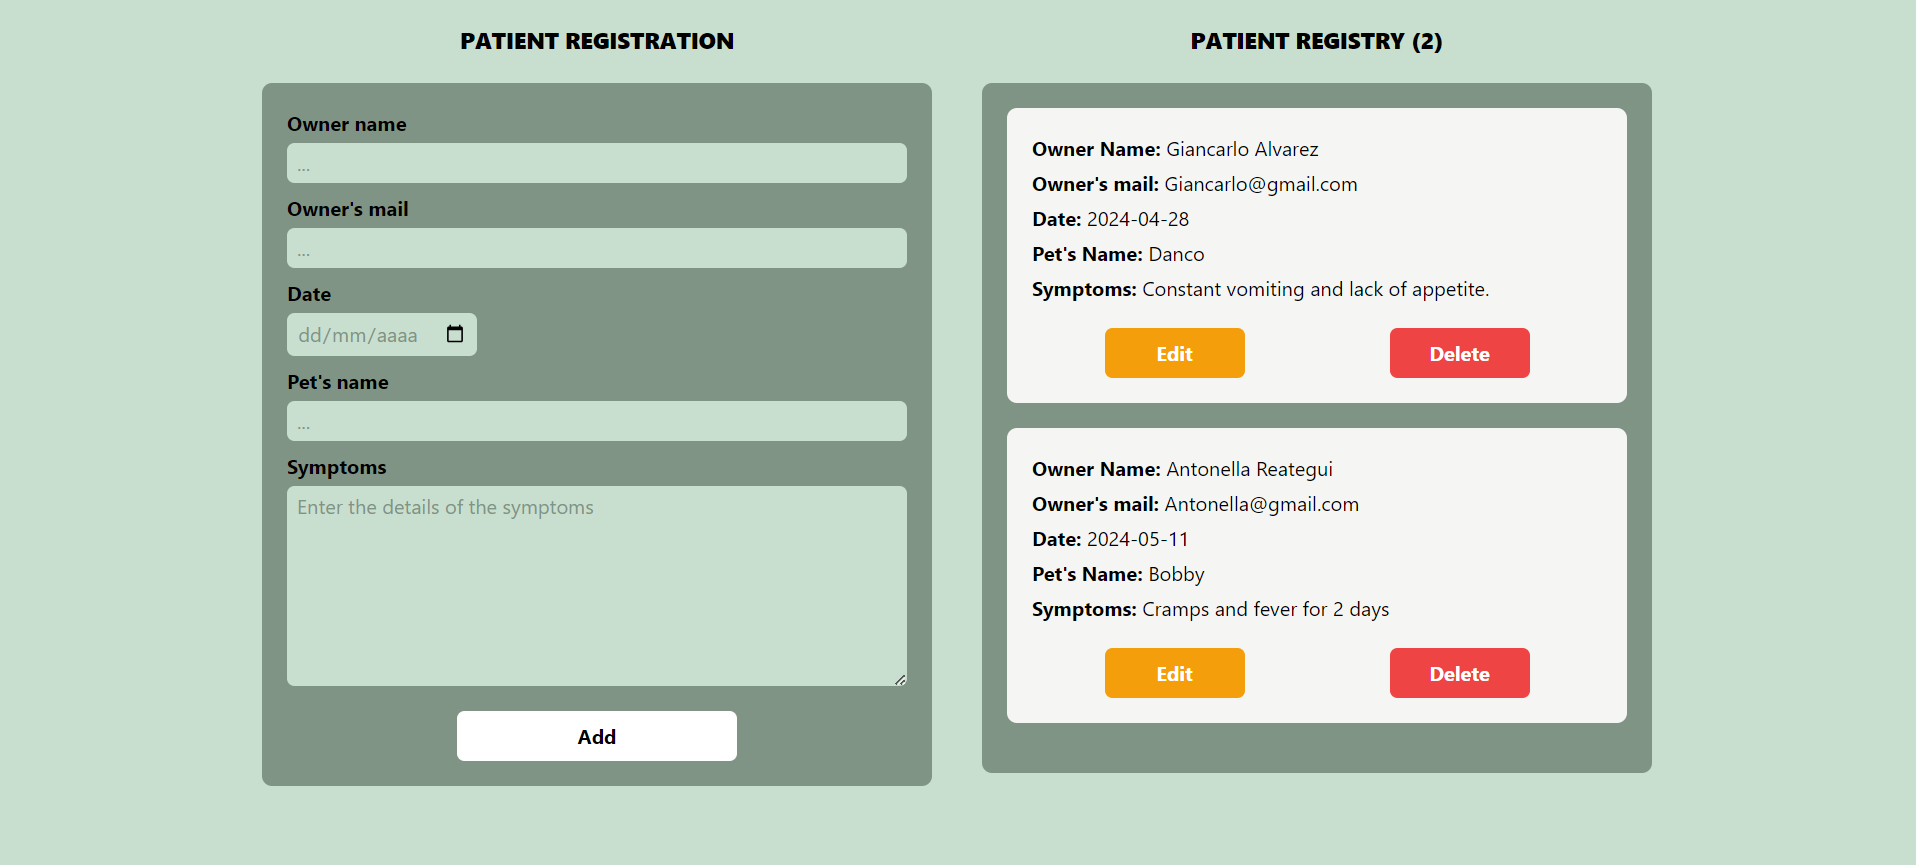 PATIENT REGISTRATION
Owner name
...
Owner's mail
...
Date
dd/mm/aaaa
Pet's name
...
Symptoms
Enter the details of the symptoms
Add
PATIENT REGISTRY (2)
Owner Name: Giancarlo Alvarez
Owner's mail: Giancarlo@gmail.com
Date: 2024-04-28
Pet's Name: Danco
Symptoms: Constant vomiting and lack of appetite.
Edit Delete
Owner Name: Antonella Reategui
Owner's mail: Antonella@gmail.com
Date: 2024-05-11
Pet's Name: Bobby
Symptoms: Cramps and fever for 2 days
Edit Delete